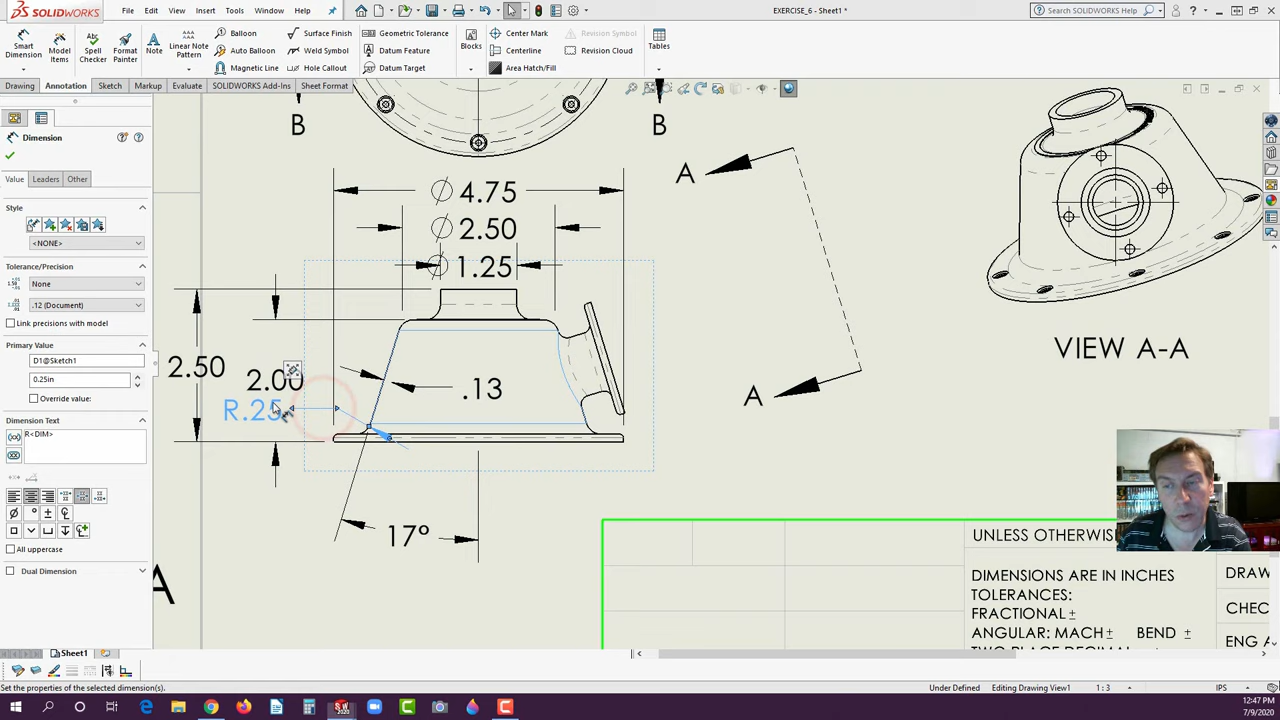 SOLIDWORKS
File Edit View Insert Tools Window Help
EXERCISE_6 - Sheet1 *
Search SOLIDWORKS Help
Smart Dimension
Model Items
Spell Checker
Format Painter
Note
Linear Note Pattern
Balloon
Auto Balloon
Magnetic Line
Surface Finish
Weld Symbol
Hole Callout
Geometric Tolerance
Datum Feature
Datum Target
Blocks
Center Mark
Centerline
Area Hatch/Fill
Revision Symbol
Revision Cloud
Tables
Drawing Annotation Sketch Markup Evaluate SOLIDWORKS Add-Ins Sheet Format
Dimension
Value Leaders Other
Style
<NONE>
Tolerance/Precision
None
.12 (Document)
Link precisions with model
Primary Value
D1@Sketch1
0.25in
Override value:
Dimension Text
R<DIM>
All uppercase
Dual Dimension
B B
A
A
∅ 4.75
∅ 2.50
∅ 1.25
2.50
2.00
R.25
.13
17°
A
VIEW A-A
UNLESS OTHERWIS
DIMENSIONS ARE IN INCHES
TOLERANCES:
FRACTIONAL ±
ANGULAR: MACH ± BEND ±
TWO PLACE DECIMAL
DRAW
CHEC
ENG A
Sheet1
Set the properties of the selected dimension(s).
Under Defined Editing Drawing View1 1 : 3 IPS
12:47 PM
7/9/2020